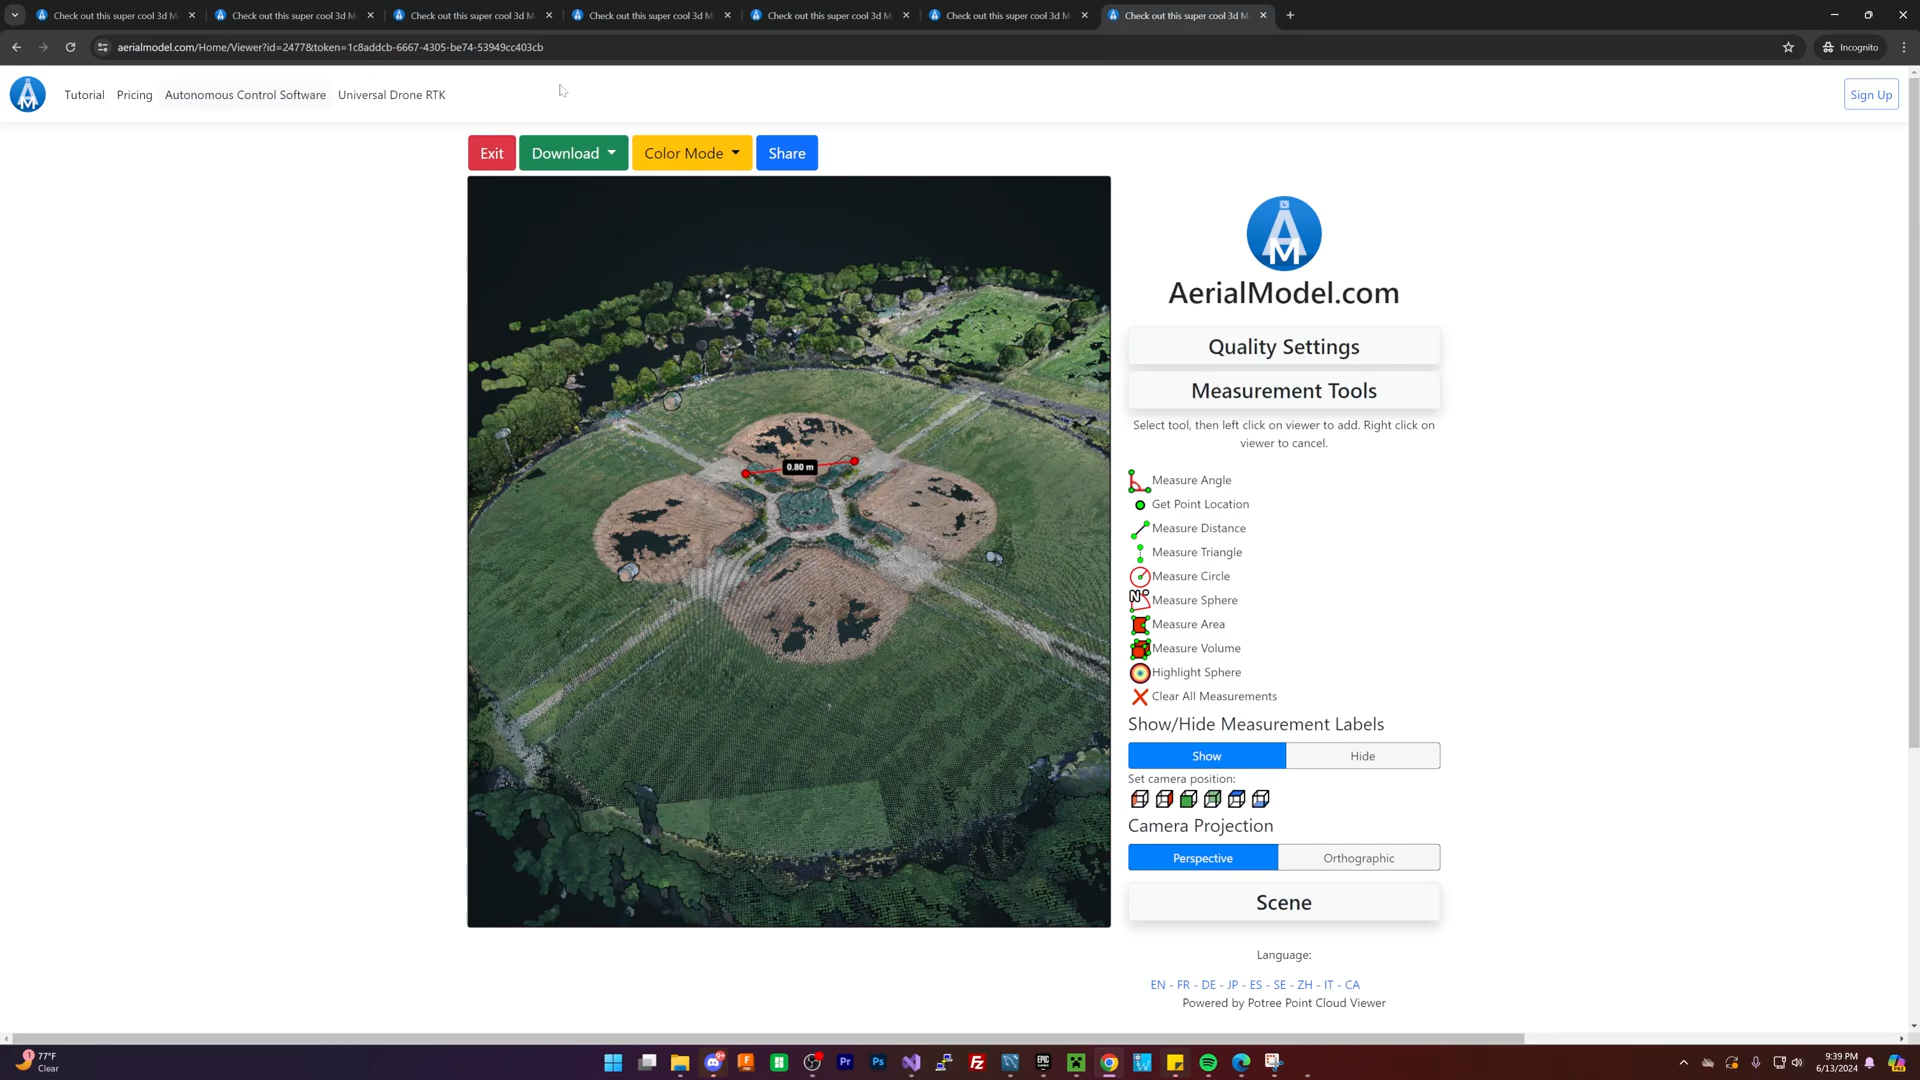 Check out this super cool 3d M
Check out this super cool 3d M
Check out this super cool 3d M
Check out this super cool 3d M
Check out this super cool 3d M
Check out this super cool 3d M
Check out this super cool 3d M
aerialmodel.com/Home/Viewer?id=2477&token=1c8addcb-6667-4305-be74-53949cc403cb
Incognito
AM
Tutorial Pricing Autonomous Control Software Universal Drone RTK
Sign Up
Exit Download Color Mode Share
0.80 m
AM
AerialModel.com
Quality Settings
Measurement Tools
Select tool, then left click on viewer to add. Right click on
viewer to cancel.
Measure Angle
Get Point Location
Measure Distance
Measure Triangle
Measure Circle
N° Measure Sphere
Measure Area
Measure Volume
Highlight Sphere
Clear All Measurements
Show/Hide Measurement Labels
Show Hide
Set camera position:
Camera Projection
Perspective Orthographic
Scene
Language:
EN - FR - DE - JP - ES - SE - ZH - IT - CA
Powered by Potree Point Cloud Viewer
1
77°F
Clear
Pr
Ps
EPIC
9:39 PM
6/13/2024